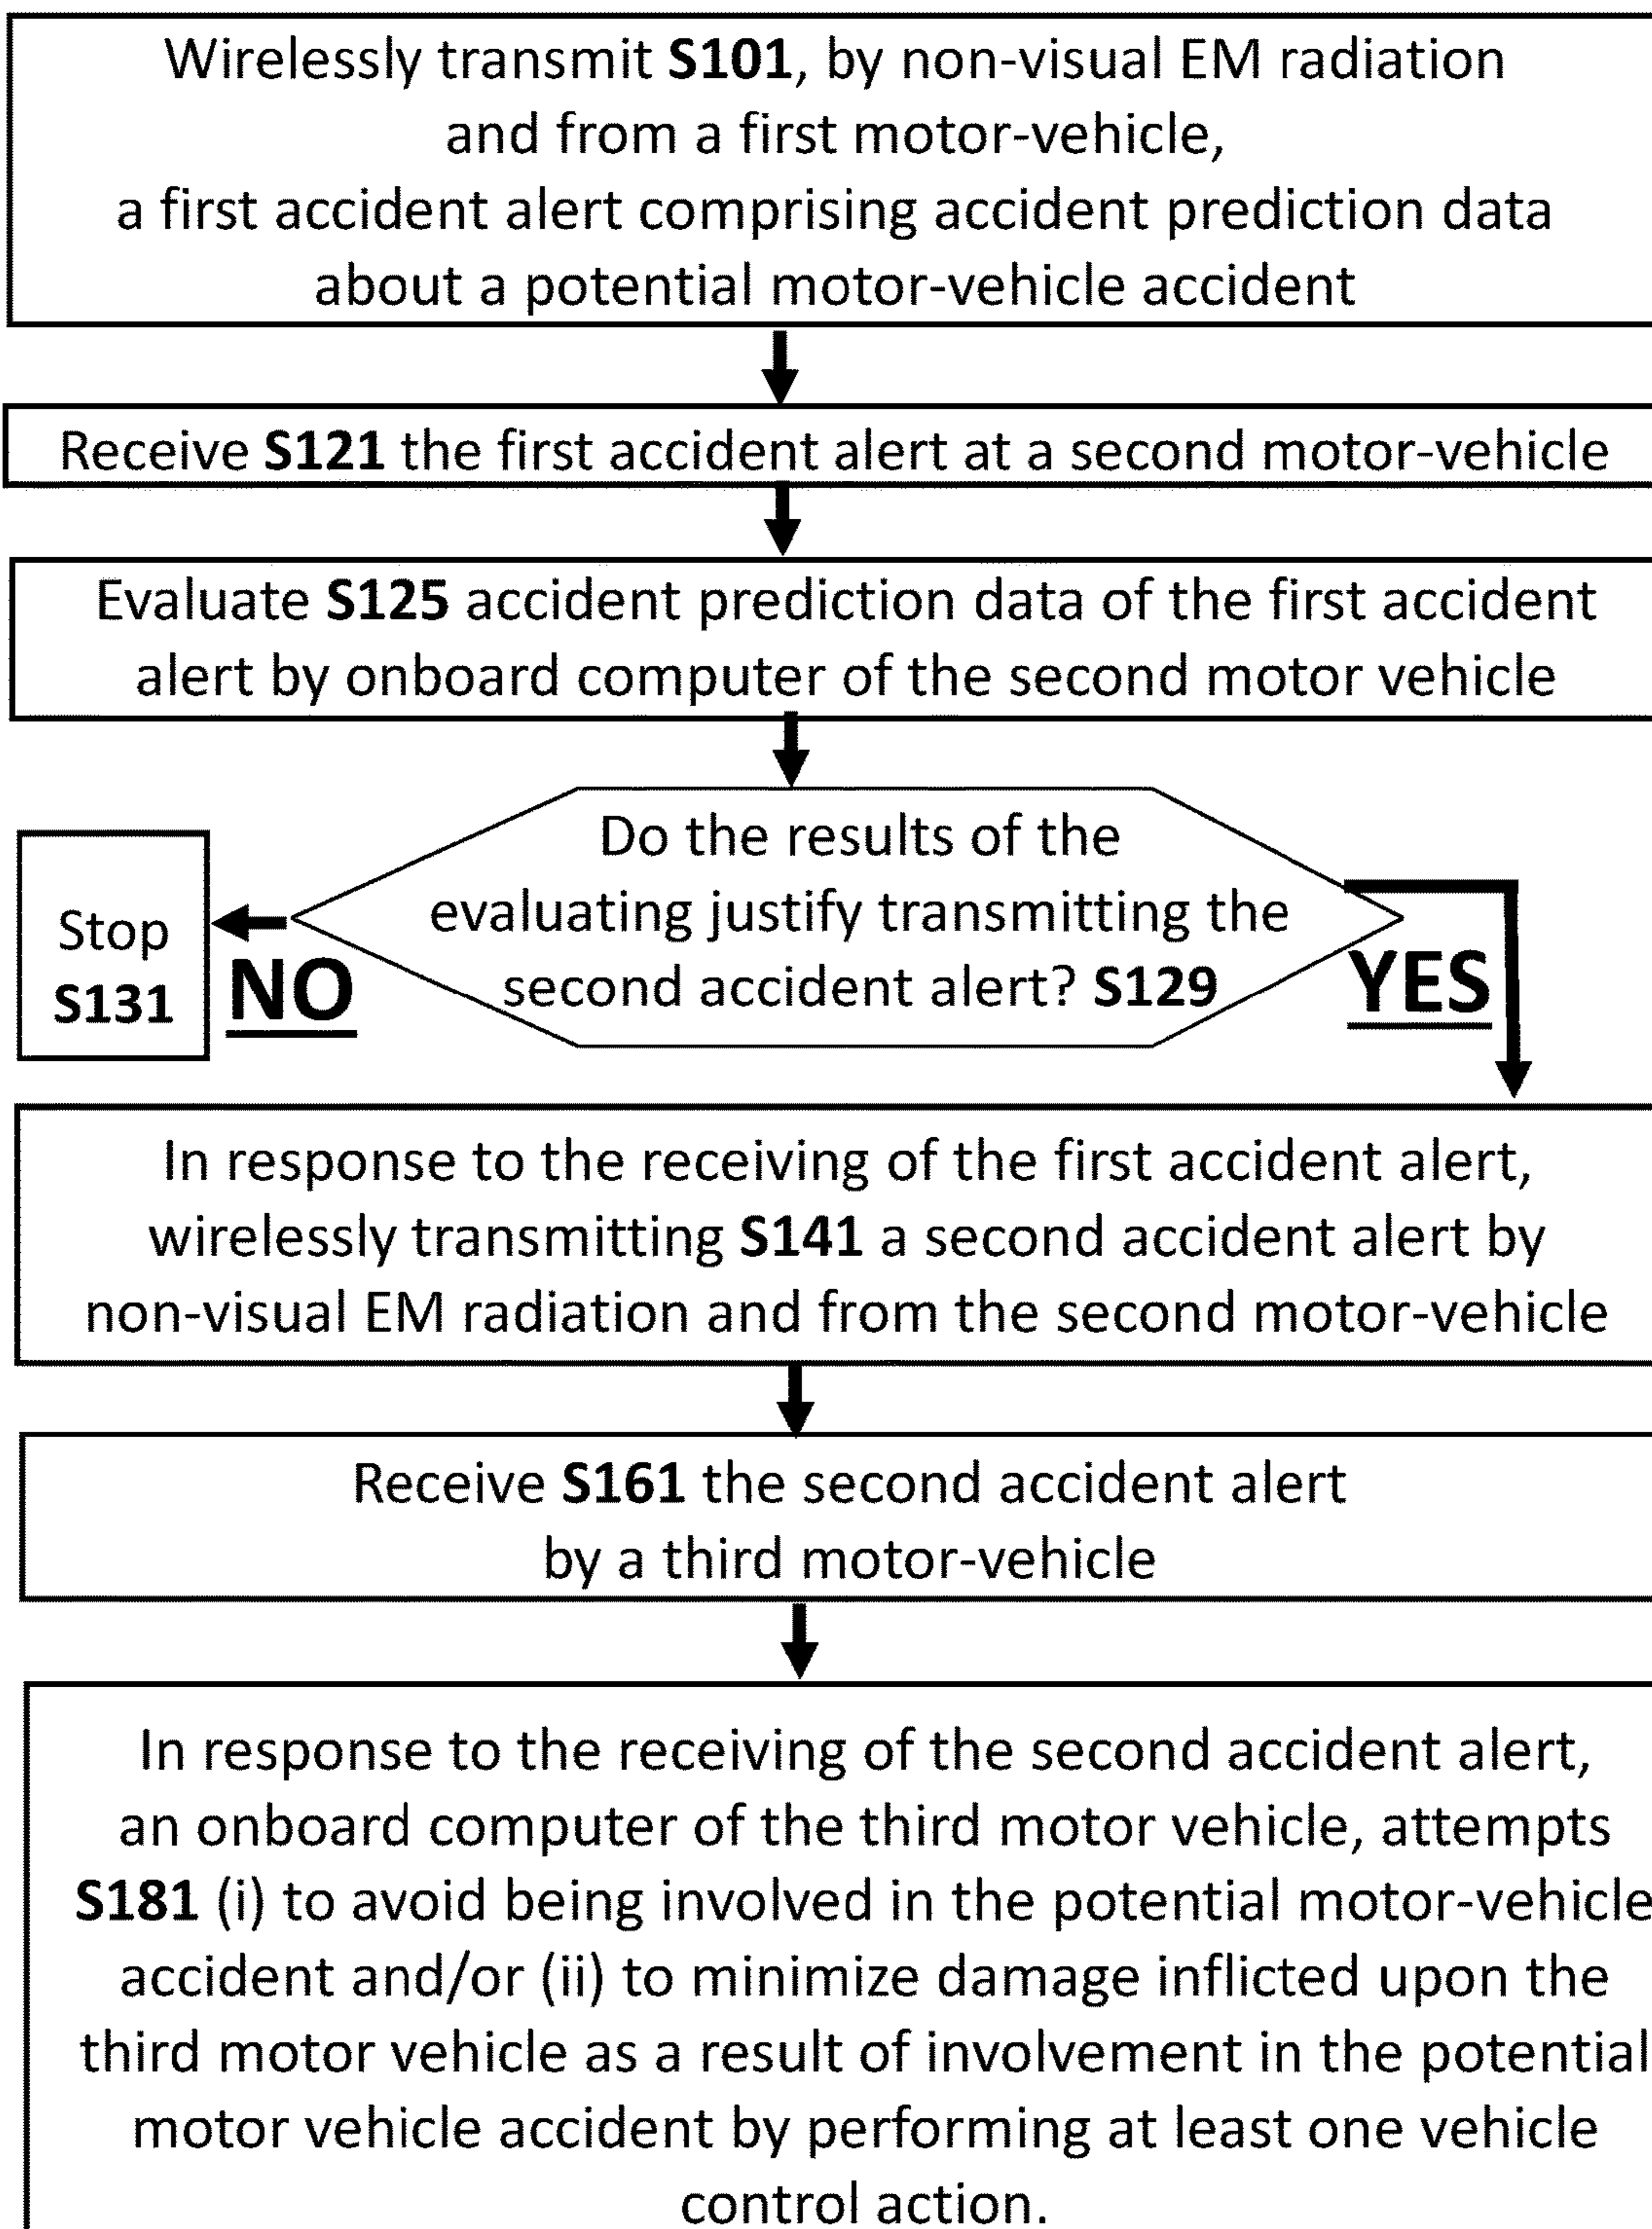 Wirelessly transmit S101, by non-visual EM radiation
and from a first motor-vehicle,
a first accident alert comprising accident prediction data
about a potential motor-vehicle accident
Receive S121 the first accident alert at a second motor-vehicle
Evaluate S125 accident prediction data of the first accident
alert by onboard computer of the second motor vehicle
Do the results of the
evaluating justify transmitting the
second accident alert? S129
Stop
S131
NO
YES
In response to the receiving of the first accident alert,
wirelessly transmitting S141 a second accident alert by
non-visual EM radiation and from the second motor-vehicle
Receive S161 the second accident alert
by a third motor-vehicle
In response to the receiving of the second accident alert,
an onboard computer of the third motor vehicle, attempts
S181 (i) to avoid being involved in the potential motor-vehicle
accident and/or (ii) to minimize damage inflicted upon the
third motor vehicle as a result of involvement in the potential
motor vehicle accident by performing at least one vehicle
control action.